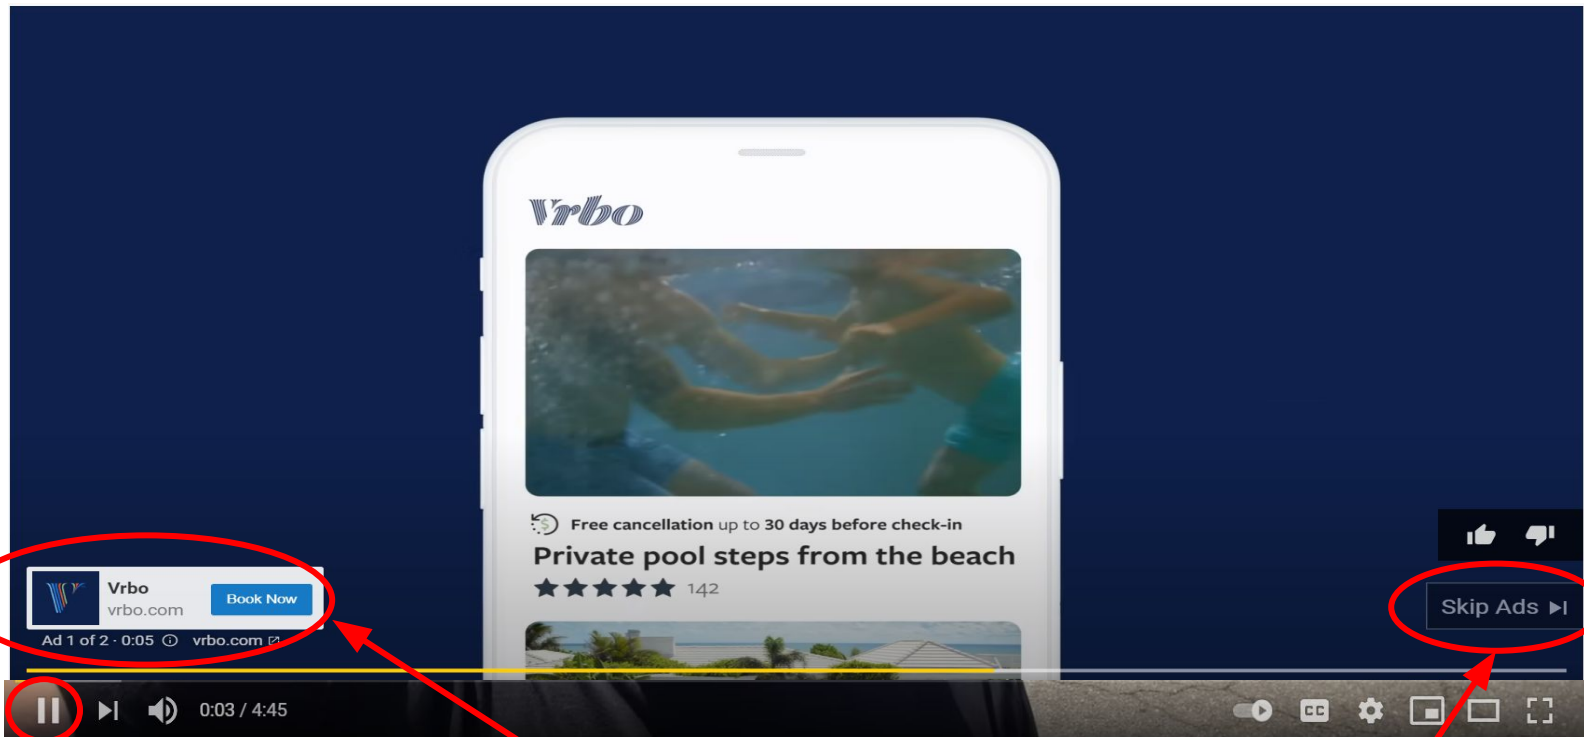 Vrbo
Free cancellation up to 30 days before check-in
Private pool steps from the beach
142
Vrbo
vrbo.com
Book Now
Ad 1 of 2 · 0:05 vrbo.com
Skip Ads
0:03 / 4:45
CC